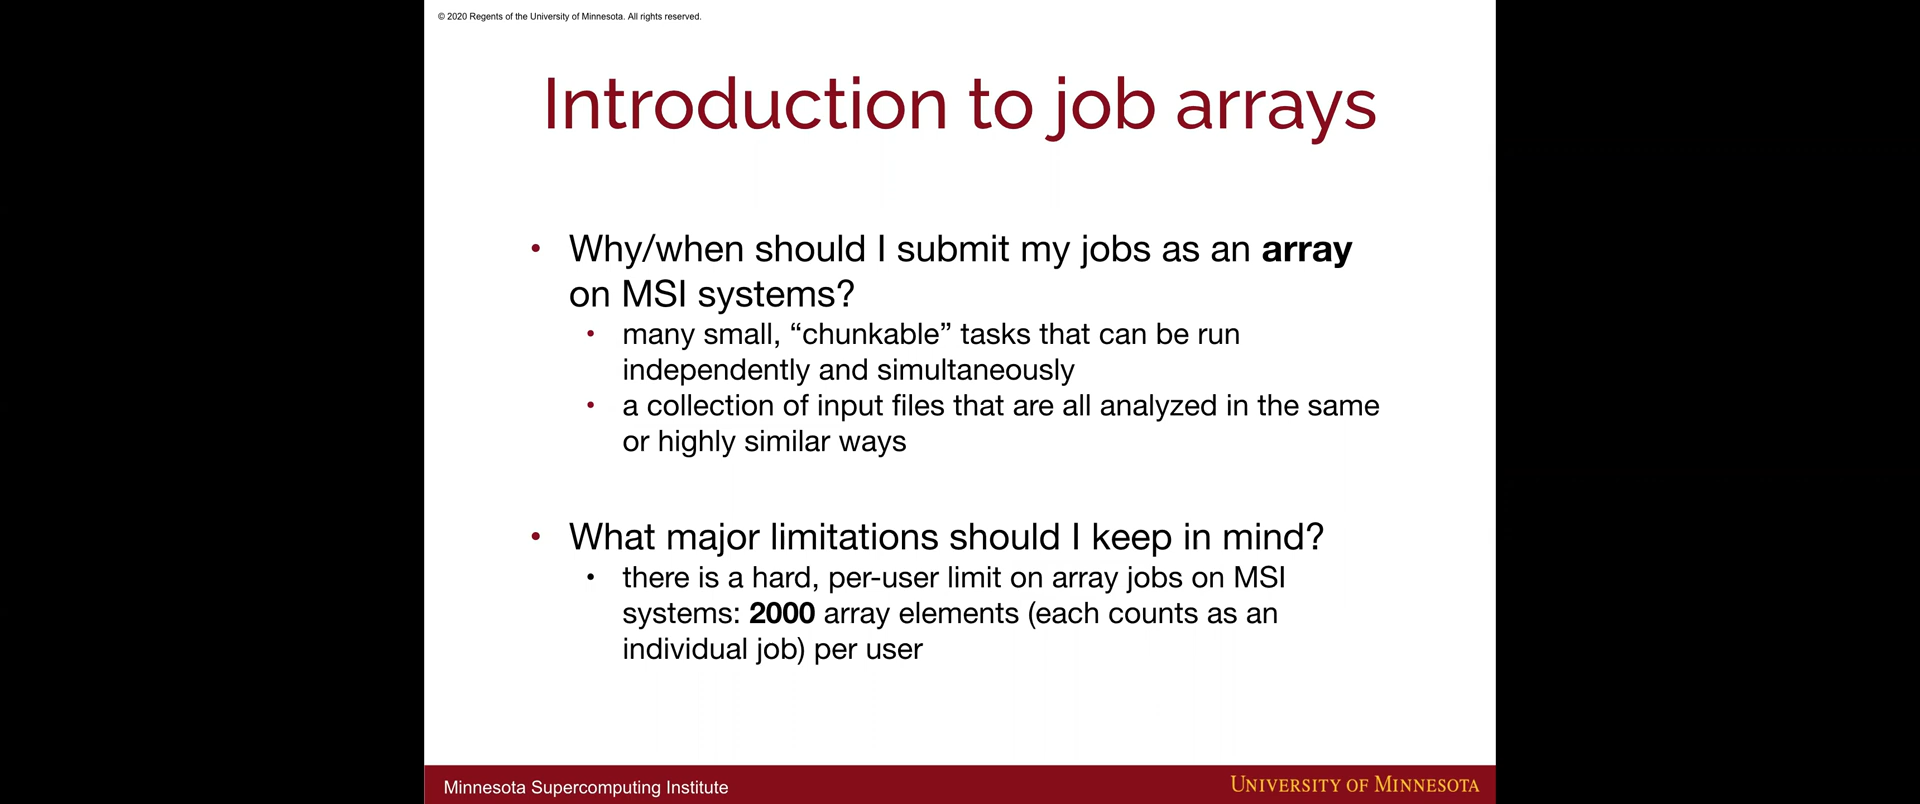 © 2020 Regents of the University of Minnesota. All rights reserved.
Introduction to job arrays
• Why/when should I submit my jobs as an array
on MSI systems?
• many small, “chunkable” tasks that can be run
independently and simultaneously
• a collection of input files that are all analyzed in the same
or highly similar ways
• What major limitations should I keep in mind?
• there is a hard, per-user limit on array jobs on MSI
systems: 2000 array elements (each counts as an
individual job) per user
Minnesota Supercomputing Institute
UNIVERSITY OF MINNESOTA